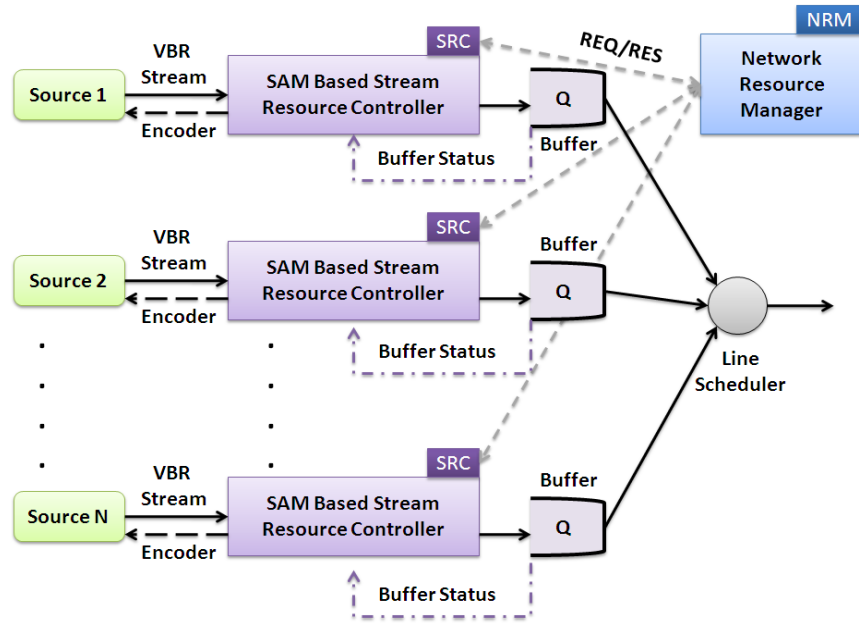 NRM
SRC
REQ/RES
Network
Resource
Manager
VBR
Stream
Source 1
Encoder
SAM Based Stream
Resource Controller
Q
Buffer
Buffer Status
SRC
VBR
Stream
Source 2
Encoder
SAM Based Stream
Resource Controller
Buffer
Q
Buffer Status
Line
Scheduler
SRC
VBR
Stream
Source N
Encoder
SAM Based Stream
Resource Controller
Buffer
Q
Buffer Status